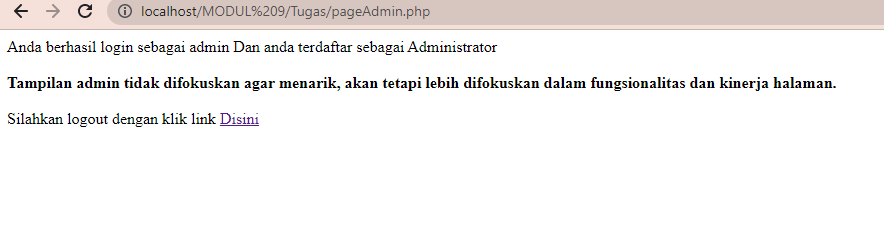 localhost/MODUL%209/Tugas/pageAdmin.php
Anda berhasil login sebagai admin Dan anda terdaftar sebagai Administrator
Tampilan admin tidak difokuskan agar menarik, akan tetapi lebih difokuskan dalam fungsionalitas dan kinerja halaman.
Silahkan logout dengan klik link Disini